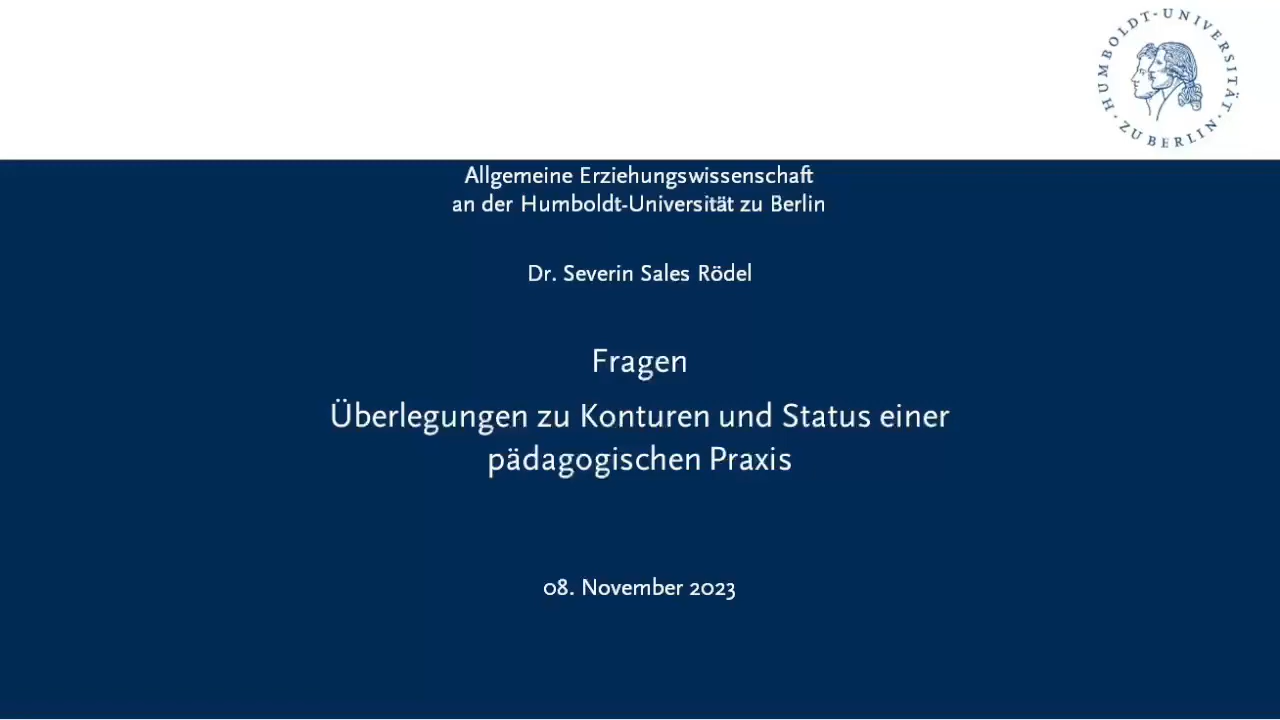 HUMBOLDT-UNIVERSITÄT · ZU BERLIN ·
Allgemeine Erziehungswissenschaft
an der Humboldt-Universität zu Berlin
Dr. Severin Sales Rödel
Fragen
Überlegungen zu Konturen und Status einer
pädagogischen Praxis
08. November 2023